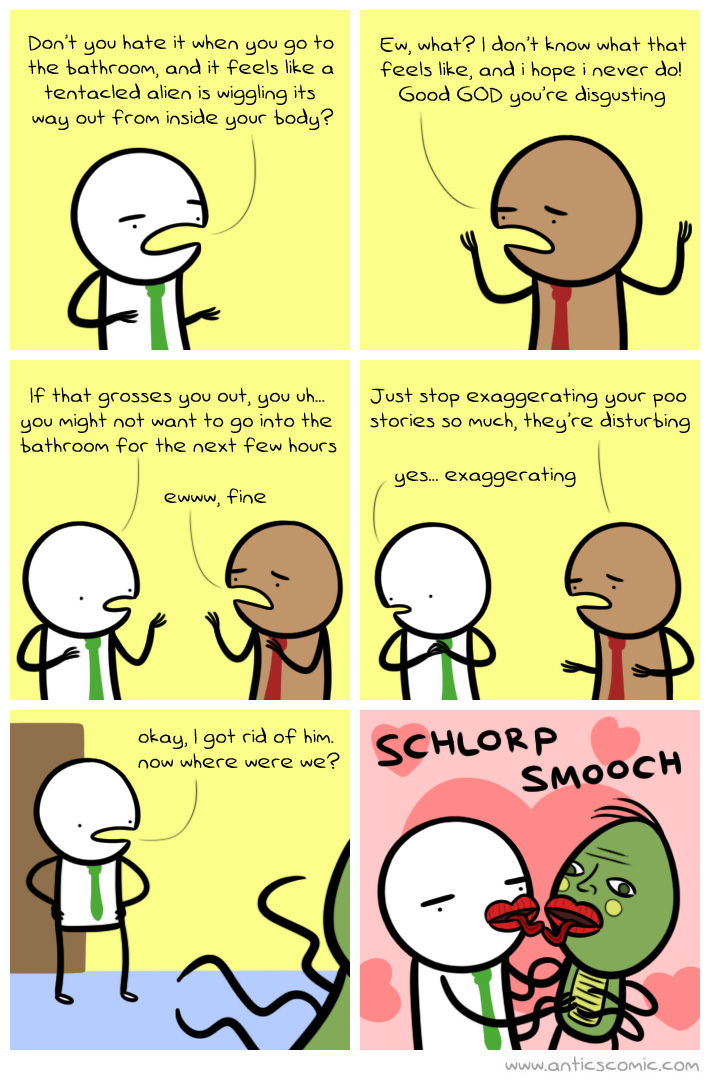 Don't you hate it when you go to
the bathroom, and it feels like a
tentacled alien is wiggling its
way out from inside your body?
Ew, what? I don't know what that
feels like, and i hope i never do!
Good GOD you're disgusting
If that grosses you out, you uh...
you might not want to go into the
bathroom for the next few hours
ewww, fine
Just stop exaggerating your poo
stories so much, they're disturbing
yes... exaggerating
okay, I got rid of him.
now where were we?
SCHLORP
SMOOCH
www.anticscomic.com